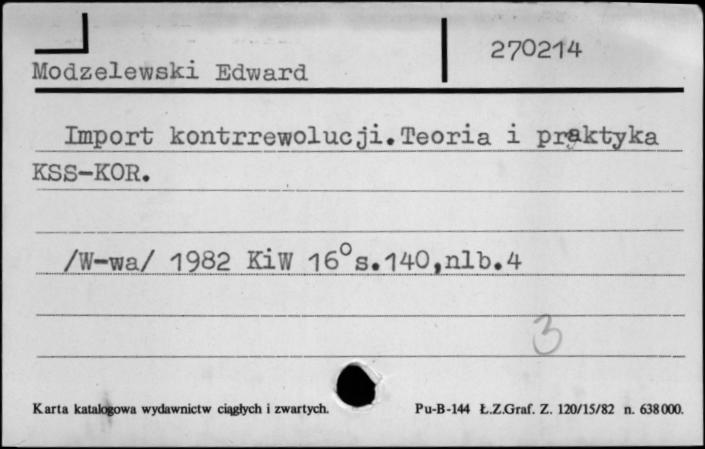 270214
Modzelewski Edward
Import kontrrewolucji.Teoria i praktyka
KSS-KOR.
/W-wa/ 1982 KiW 16° s.140,nlb.4
3
Karta katalogowa wydawnictw ciągłych i zwartych.
Pu-B-144 Ł.Z.Graf. Z. 120/15/82 n. 638000.